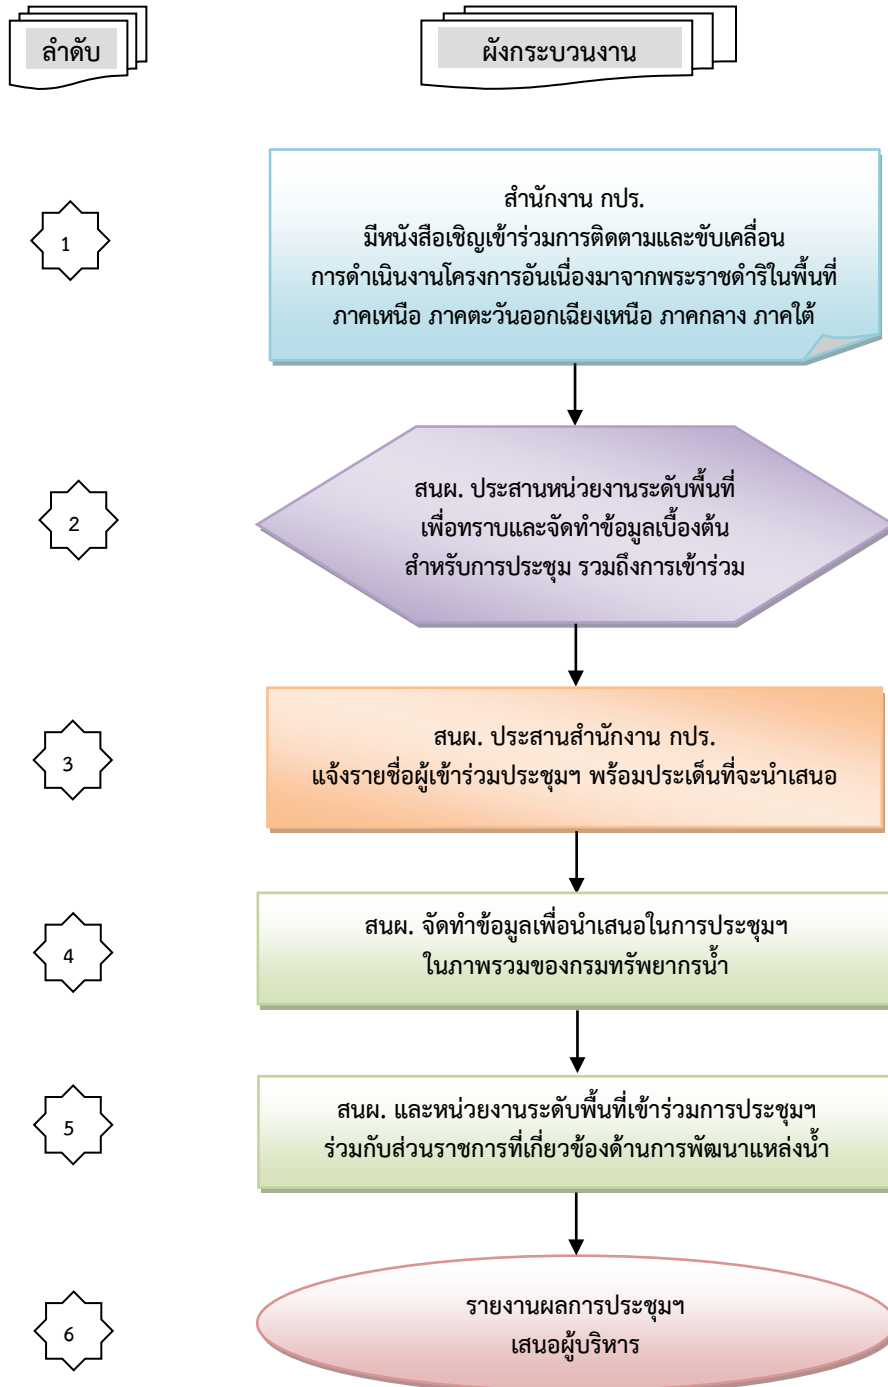 ลำดับ
ผังกระบวนงาน
1
สำนักงาน กปร.
มีหนังสือเชิญเข้าร่วมการติดตามและขับเคลื่อน
การดำเนินงานโครงการอันเนื่องมาจากพระราชดำริในพื้นที่
ภาคเหนือ ภาคตะวันออกเฉียงเหนือ ภาคกลาง ภาคใต้
2
สนผ. ประสานหน่วยงานระดับพื้นที่
เพื่อทราบและจัดทำข้อมูลเบื้องต้น
สำหรับการประชุม รวมถึงการเข้าร่วม
3
สนผ. ประสานสำนักงาน กปร.
แจ้งรายชื่อผู้เข้าร่วมประชุมฯ พร้อมประเด็นที่จะนำเสนอ
4
สนผ. จัดทำข้อมูลเพื่อนำเสนอในการประชุมฯ
ในภาพรวมของกรมทรัพยากรน้ำ
5
สนผ. และหน่วยงานระดับพื้นที่เข้าร่วมการประชุมฯ
ร่วมกับส่วนราชการที่เกี่ยวข้องด้านการพัฒนาแหล่งน้ำ
6
รายงานผลการประชุมฯ
เสนอผู้บริหาร